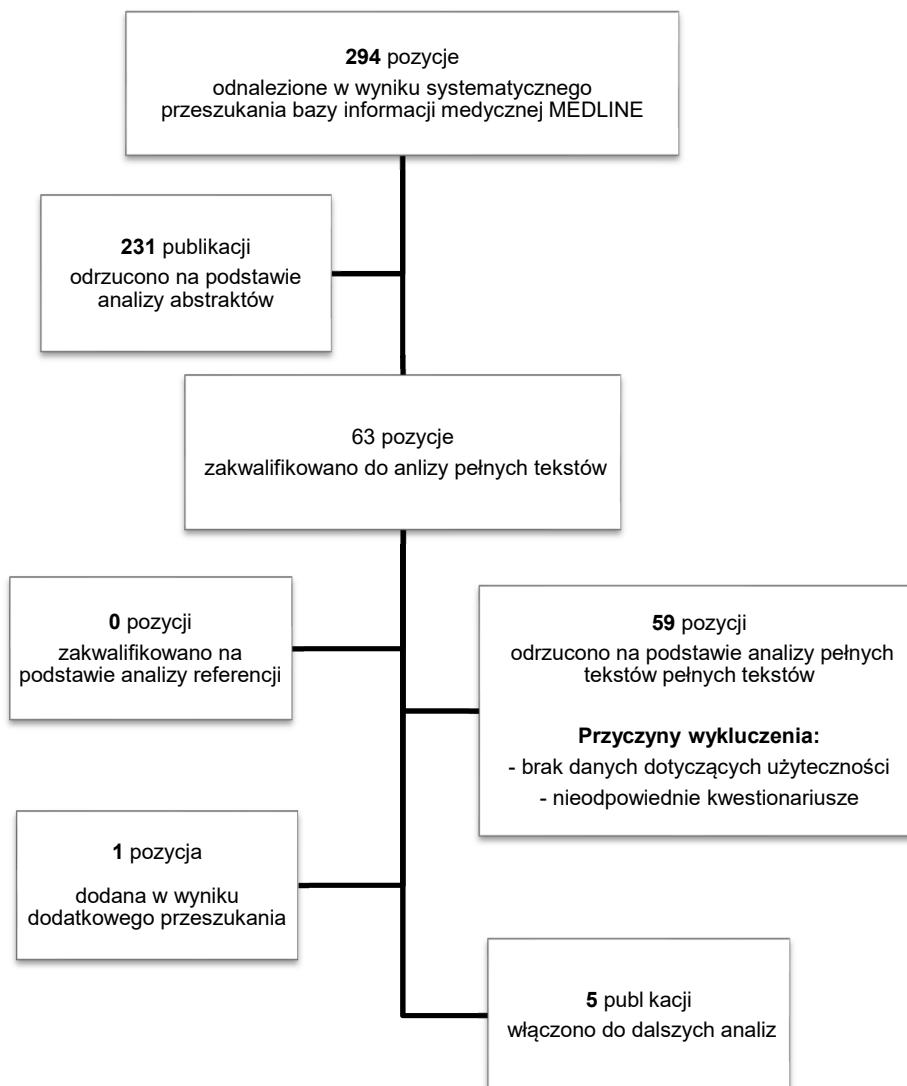 294 pozycje
odnalezione w wyniku systematycznego
przeszukania bazy informacji medycznej MEDLINE
231 publikacji
odrzucono na podstawie
analizy abstraktów
63 pozycje
zakwalifikowano do anlizy pełnych tekstów
0 pozycji
zakwalifikowano na
podstawie analizy referencji
59 pozycji
odrzucono na podstawie analizy pełnych
tekstów pełnych tekstów
Przyczyny wykluczenia:
- brak danych dotyczących użyteczności
- nieodpowiednie kwestionariusze
1 pozycja
dodana w wyniku
dodatkowego przeszukania
5 publ kacji
włączono do dalszych analiz